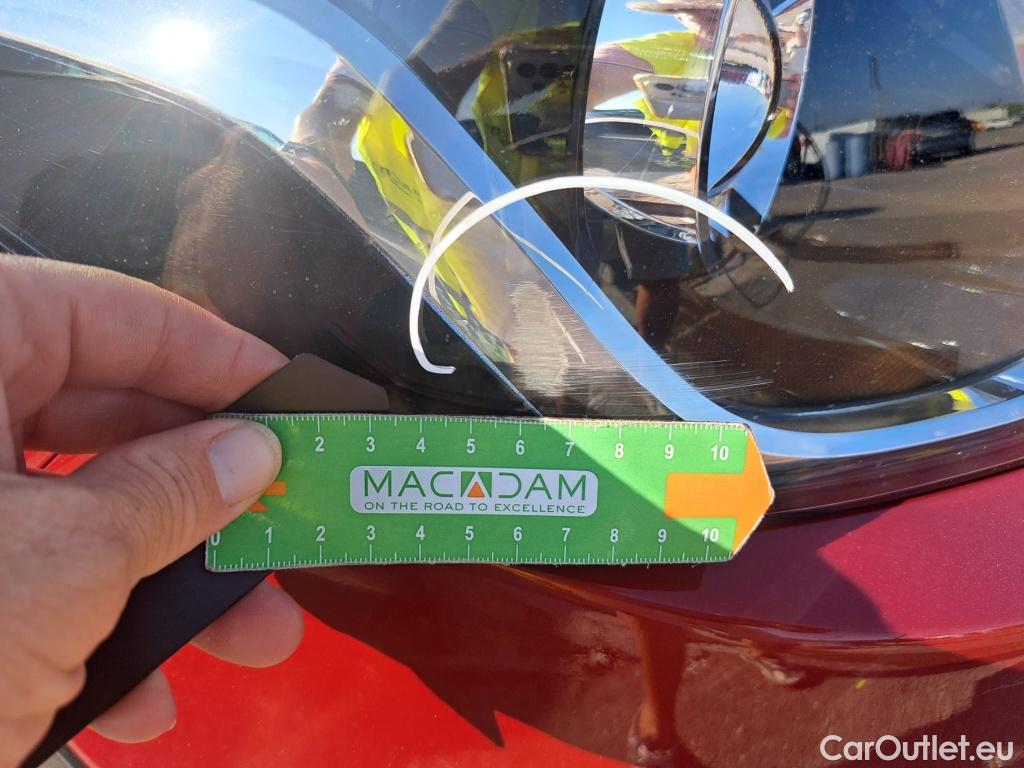 2 3 4 5 6 7 8 9 10
MACADAM
ON THE ROAD TO EXCELLENCE
0 1 2 3 4 5 6 7 8 9 10
CarOutlet.eu